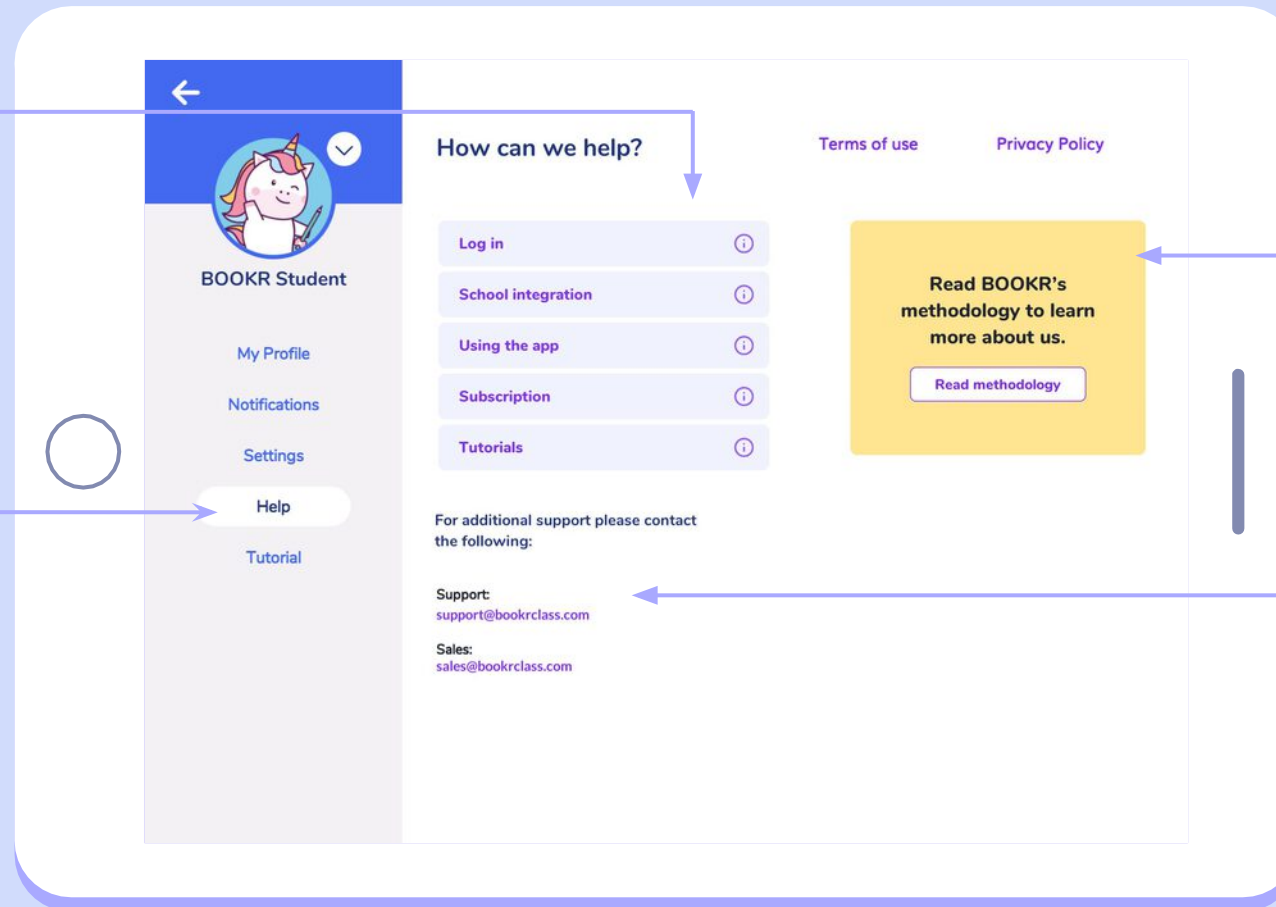 BOOKR Student
My Profile
Notifications
Settings
Help
Tutorial
How can we help?
Terms of use
Privacy Policy
Log in
School integration
Using the app
Subscription
Tutorials
Read BOOKR's
methodology to learn
more about us.
Read methodology
For additional support please contact
the following:
Support:
support@bookrclass.com
Sales:
sales@bookrclass.com